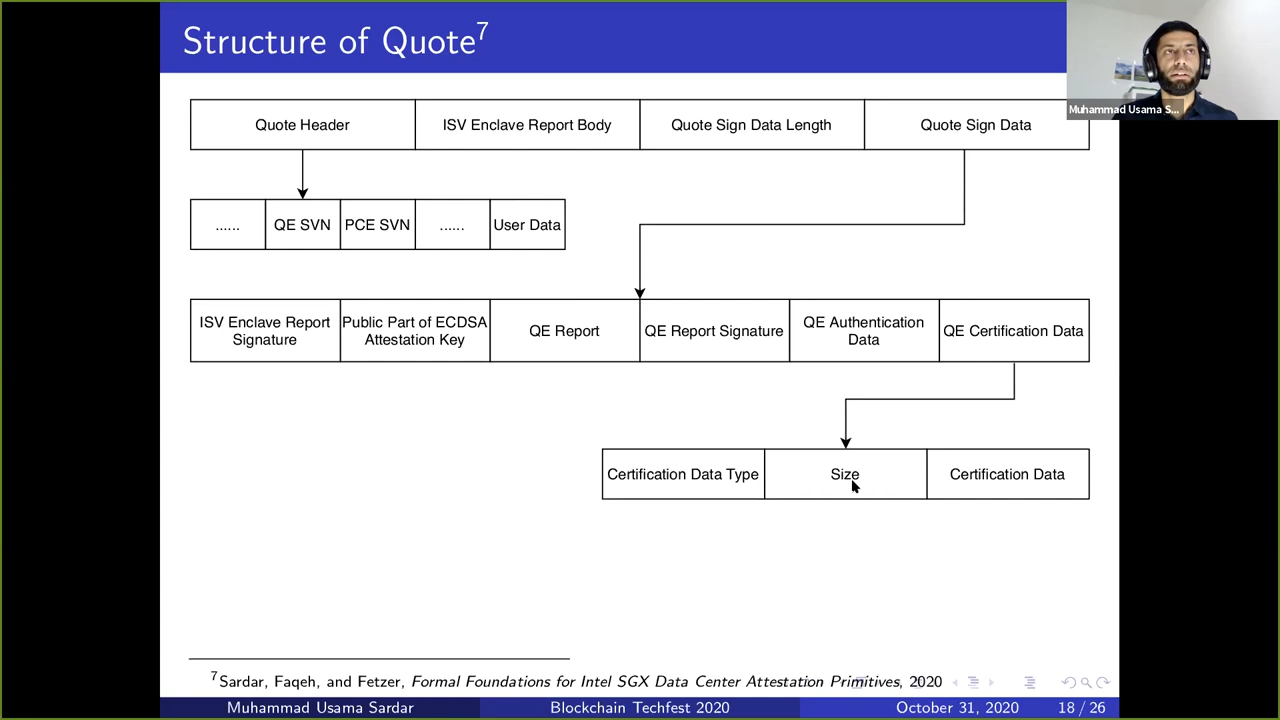 Structure of Quote7
Muhammad Usama S...
Quote Header
ISV Enclave Report Body
Quote Sign Data Length
Quote Sign Data
......
QE SVN
PCE SVN
......
User Data
ISV Enclave Report
Signature
Public Part of ECDSA
Attestation Key
QE Report
QE Report Signature
QE Authentication
Data
QE Certification Data
Certification Data Type
Size
Certification Data
7Sardar, Faqeh, and Fetzer, Formal Foundations for Intel SGX Data Center Attestation Primitives, 2020
Muhammad Usama Sardar
Blockchain Techfest 2020
October 31, 2020
18 / 26